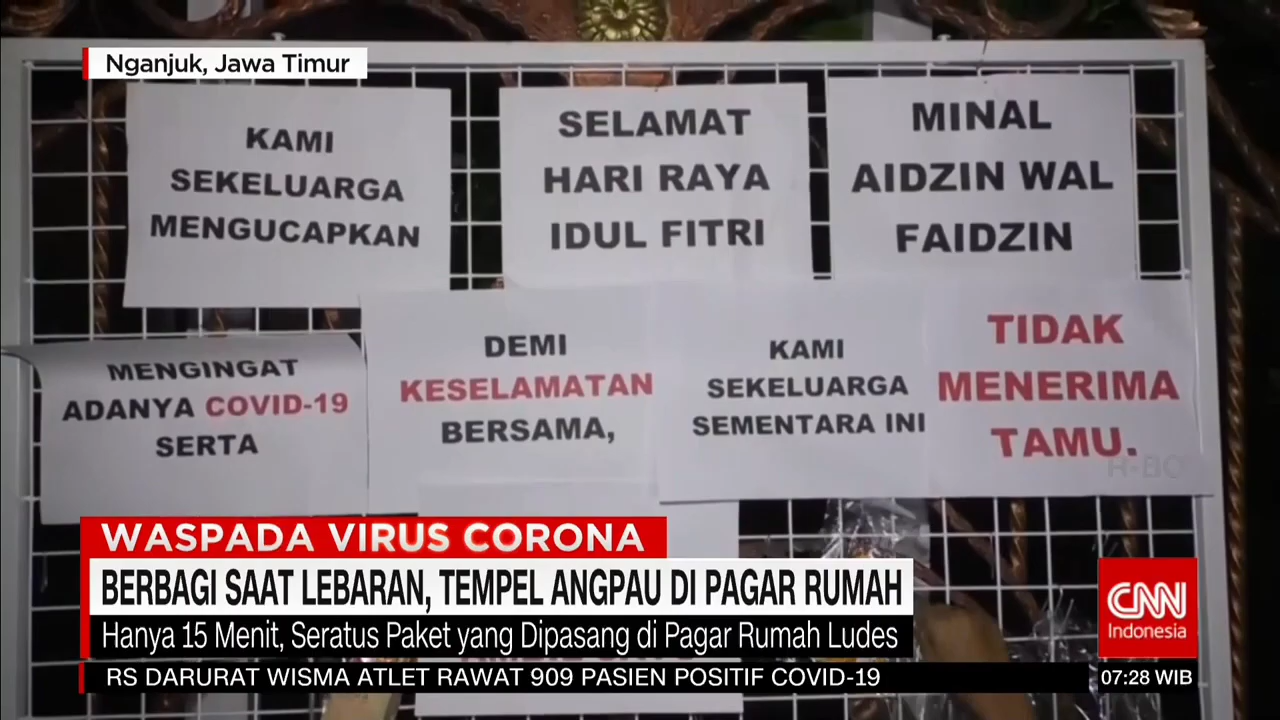 Nganjuk, Jawa Timur
KAMI
SEKELUARGA
MENGUCAPKAN
SELAMAT
HARI RAYA
IDUL FITRI
MINAL
AIDZIN WAL
FAIDZIN
MENGINGAT
ADANYA COVID-19
SERTA
DEMI
KESELAMATAN
BERSAMA,
KAMI
SEKELUARGA
SEMENTARA INI
TIDAK
MENERIMA
TAMU.
WASPADA VIRUS CORONA
BERBAGI SAAT LEBARAN, TEMPEL ANGPAU DI PAGAR RUMAH
Hanya 15 Menit, Seratus Paket yang Dipasang di Pagar Rumah Ludes
CNN
Indonesia
RS DARURAT WISMA ATLET RAWAT 909 PASIEN POSITIF COVID-19
07:28 WIB